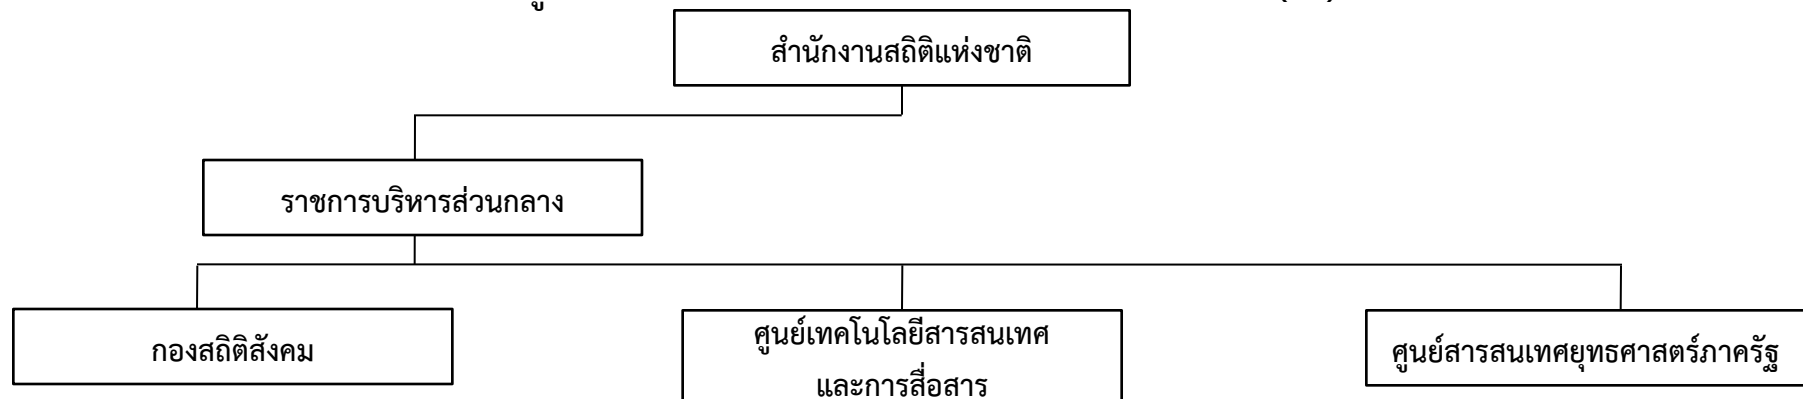 สำนักงานสถิติแห่งชาติ
ราชการบริหารส่วนกลาง
กองสถิติสังคม
ศูนย์เทคโนโลยีสารสนเทศ
และการสื่อสาร
ศูนย์สารสนเทศยุทธศาสตร์ภาครัฐ